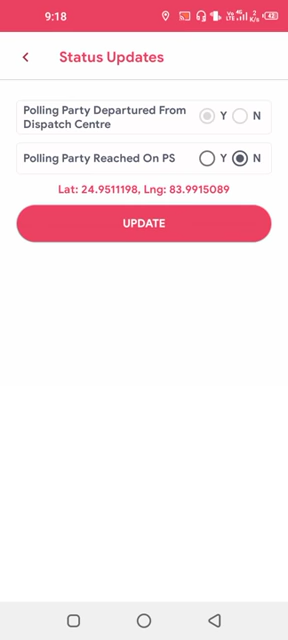 9:18
Status Updates
Polling Party Departured From
Dispatch Centre
Y N
Polling Party Reached On PS
Y N
Lat: 24.9511198, Lng: 83.9915089
UPDATE